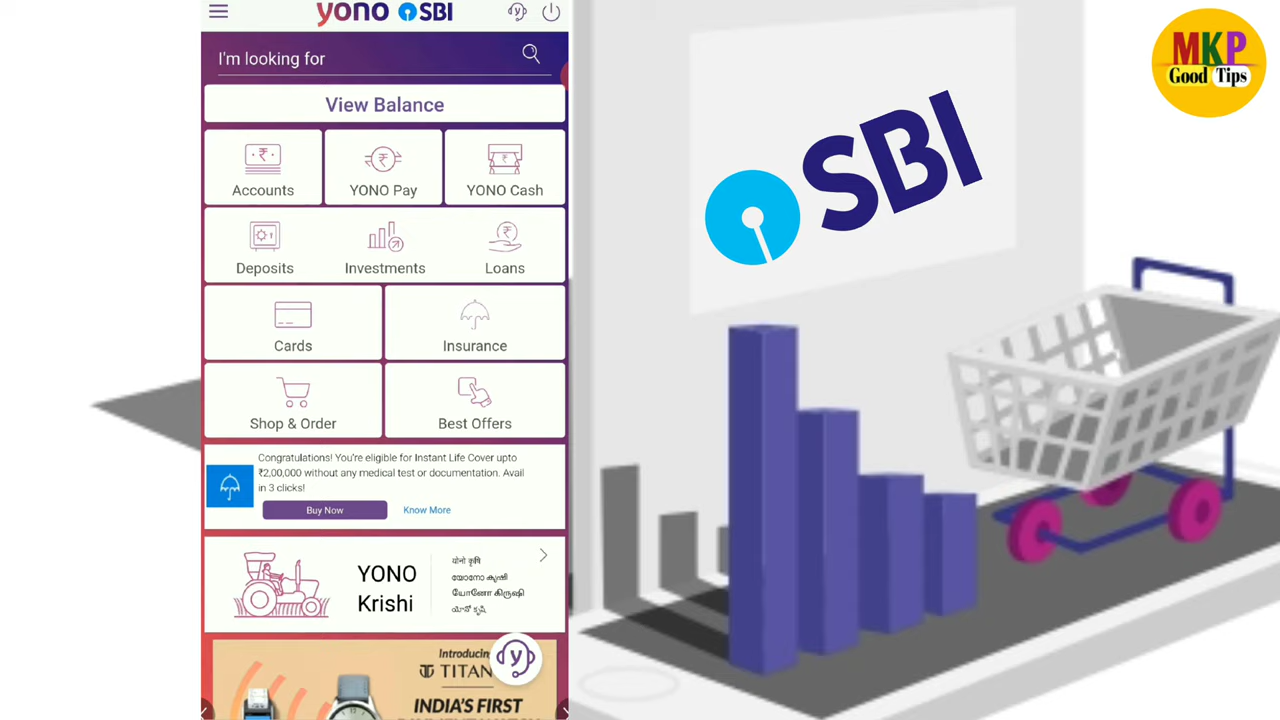 yono SBI
I'm looking for
View Balance
Accounts
YONO Pay
YONO Cash
Deposits
Investments
Loans
Cards
Insurance
Shop & Order
Best Offers
Congratulations! You're eligible for Instant Life Cover upto
₹2,00,000 without any medical test or documentation. Avail
in 3 clicks!
Buy Now
Know More
YONO
Krishi
योनो कृषि
യോനോ കൃഷി
யோனோ கிருஷி
యోనో కృషి
Introducing
TITAN
INDIA'S FIRST
y
SBI
MKP
Good Tips